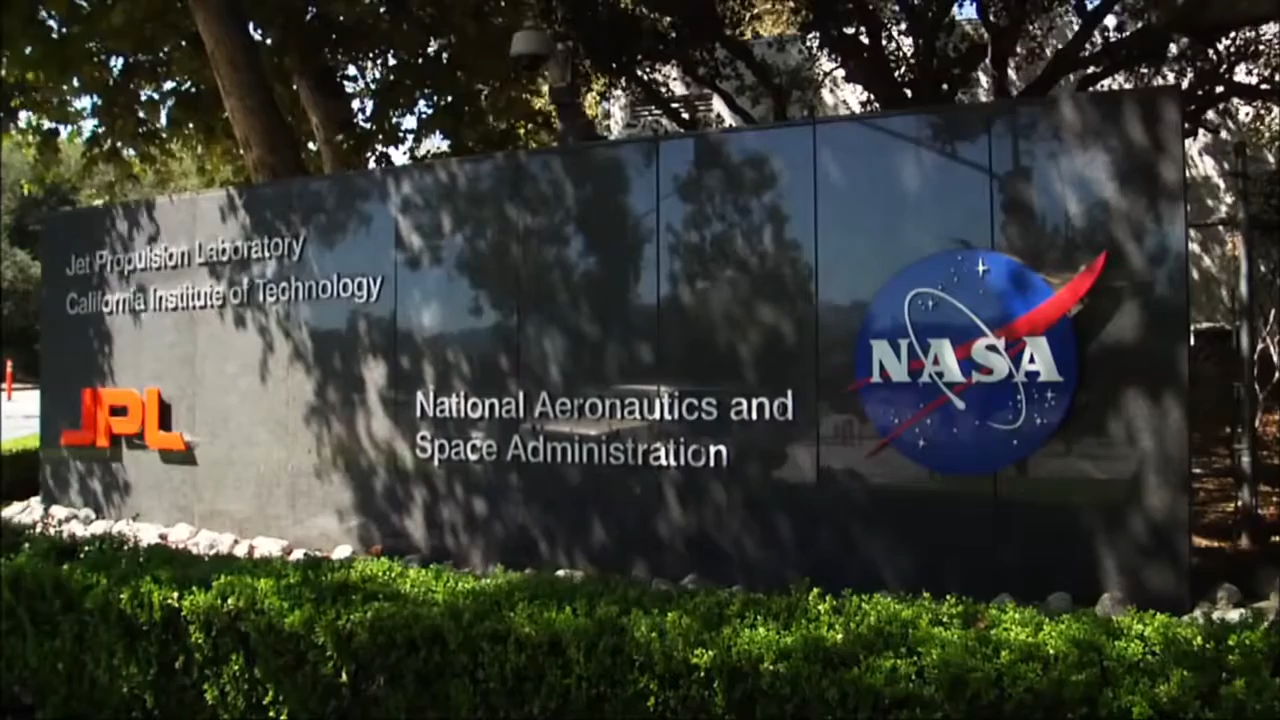 Jet Propulsion Laboratory
California Institute of Technology
JPL
National Aeronautics and
Space Administration
NASA